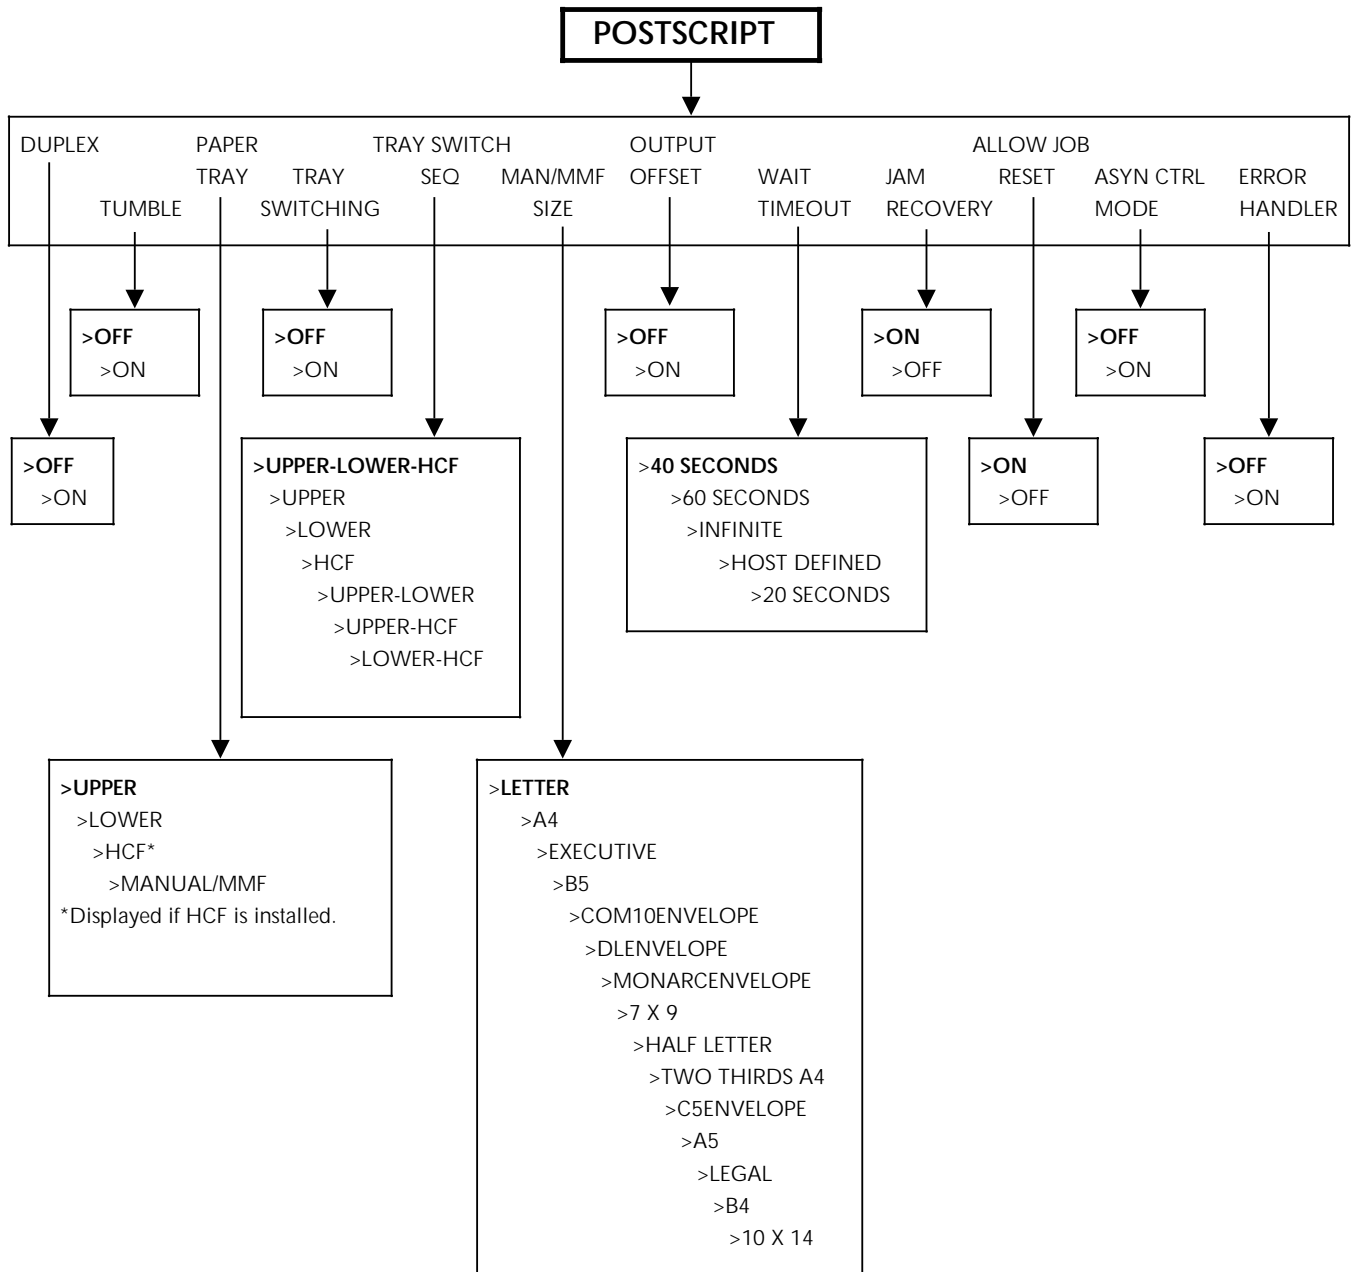 POSTSCRIPT
DUPLEX PAPER TRAY SWITCH OUTPUT ALLOW JOB
TRAY TRAY SEQ MAN/MMF OFFSET WAIT JAM RESET ASYN CTRL ERROR
TUMBLE SWITCHING SIZE TIMEOUT RECOVERY MODE HANDLER
>OFF
>ON
>OFF
>ON
>OFF
>ON
>ON
>OFF
>OFF
>ON
>OFF
>ON
>UPPER-LOWER-HCF
>UPPER
>LOWER
>HCF
>UPPER-LOWER
>UPPER-HCF
>LOWER-HCF
>40 SECONDS
>60 SECONDS
>INFINITE
>HOST DEFINED
>20 SECONDS
>ON
>OFF
>OFF
>ON
>UPPER
>LOWER
>HCF*
>MANUAL/MMF
*Displayed if HCF is installed.
>LETTER
>A4
>EXECUTIVE
>B5
>COM10ENVELOPE
>DLENVELOPE
>MONARCENVELOPE
>7 X 9
>HALF LETTER
>TWO THIRDS A4
>C5ENVELOPE
>A5
>LEGAL
>B4
>10 X 14